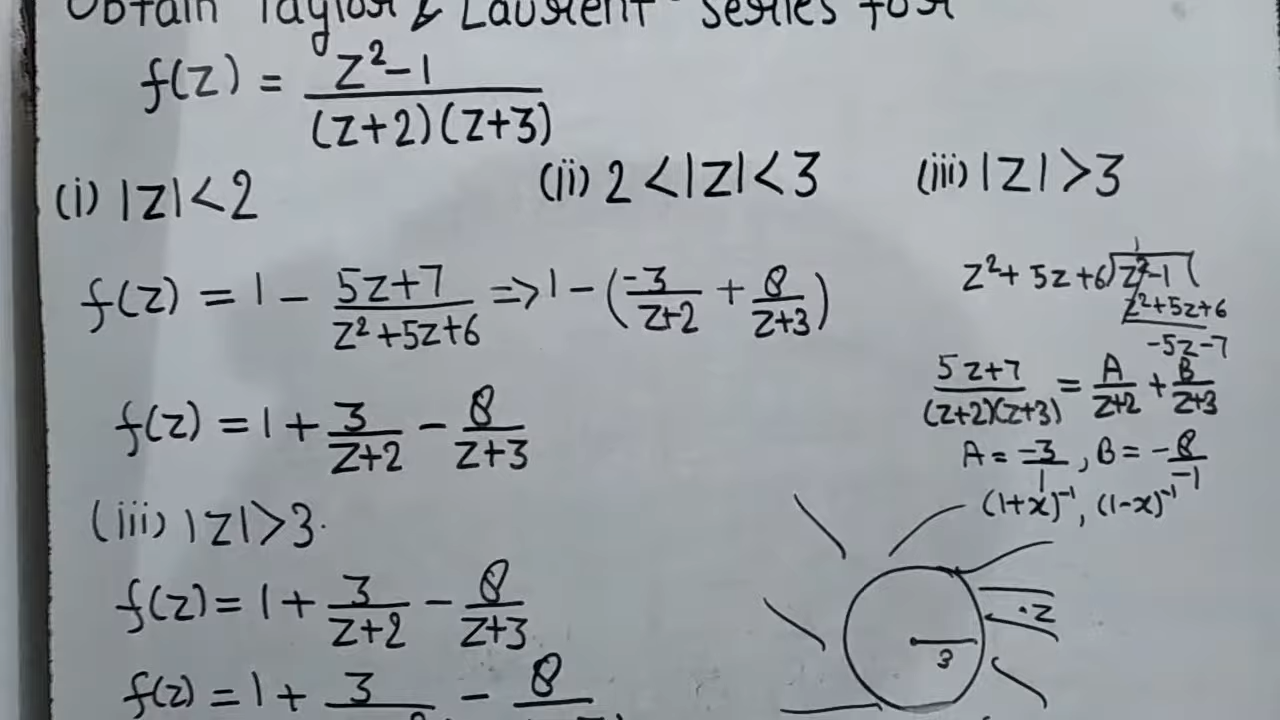 Obtain Taylor & Laurent series for
f(z) = z²-1 / (z+2)(z+3)
(i) |z|<2 (ii) 2<|z|<3 (iii) |z|>3
f(z) = 1 - 5z+7 / z²+5z+6 => 1 - (-3/z+2 + 8/z+3)
f(z) = 1 + 3/z+2 - 8/z+3
(iii) |z|>3.
f(z) = 1 + 3/z+2 - 8/z+3
f(z) = 1 + 3 - 8
1
z²+5z+6 ) z²-1 (
z²+5z+6
-5z-7
5z+7 / (z+2)(z+3) = A/z+2 + B/z+3
A = -3/1 , B = -8/-1
(1+x)⁻¹, (1-x)⁻¹
.z
3